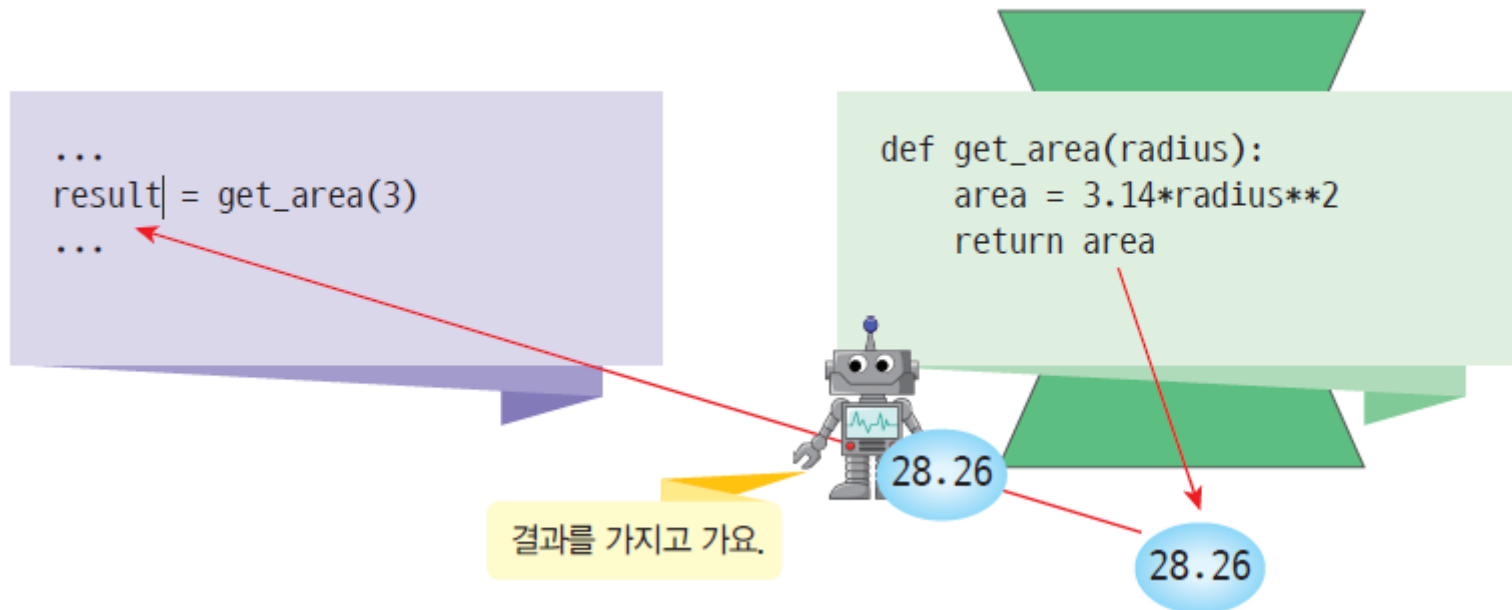 ...
result = get_area(3)
...
def get_area(radius):
    area = 3.14*radius**2
    return area
28.26
결과를 가지고 가요.
28.26